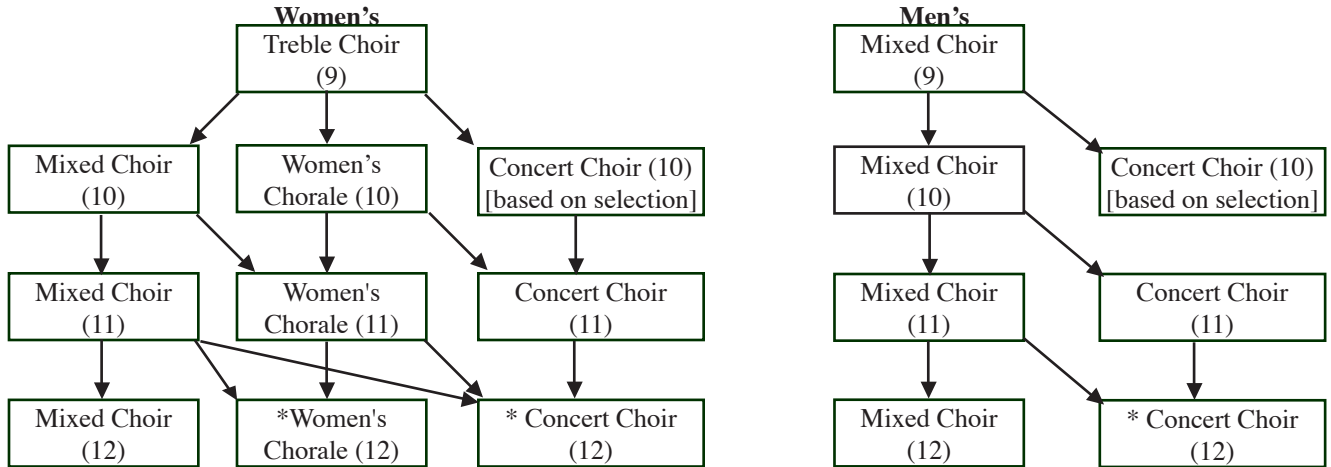 Women's
Treble Choir
(9)
Mixed Choir
(10)
Women's
Chorale (10)
Concert Choir (10)
[based on selection]
Mixed Choir
(11)
Women's
Chorale (11)
Concert Choir
(11)
Mixed Choir
(12)
*Women's
Chorale (12)
* Concert Choir
(12)
Men's
Mixed Choir
(9)
Mixed Choir
(10)
Concert Choir (10)
[based on selection]
Mixed Choir
(11)
Concert Choir
(11)
Mixed Choir
(12)
* Concert Choir
(12)